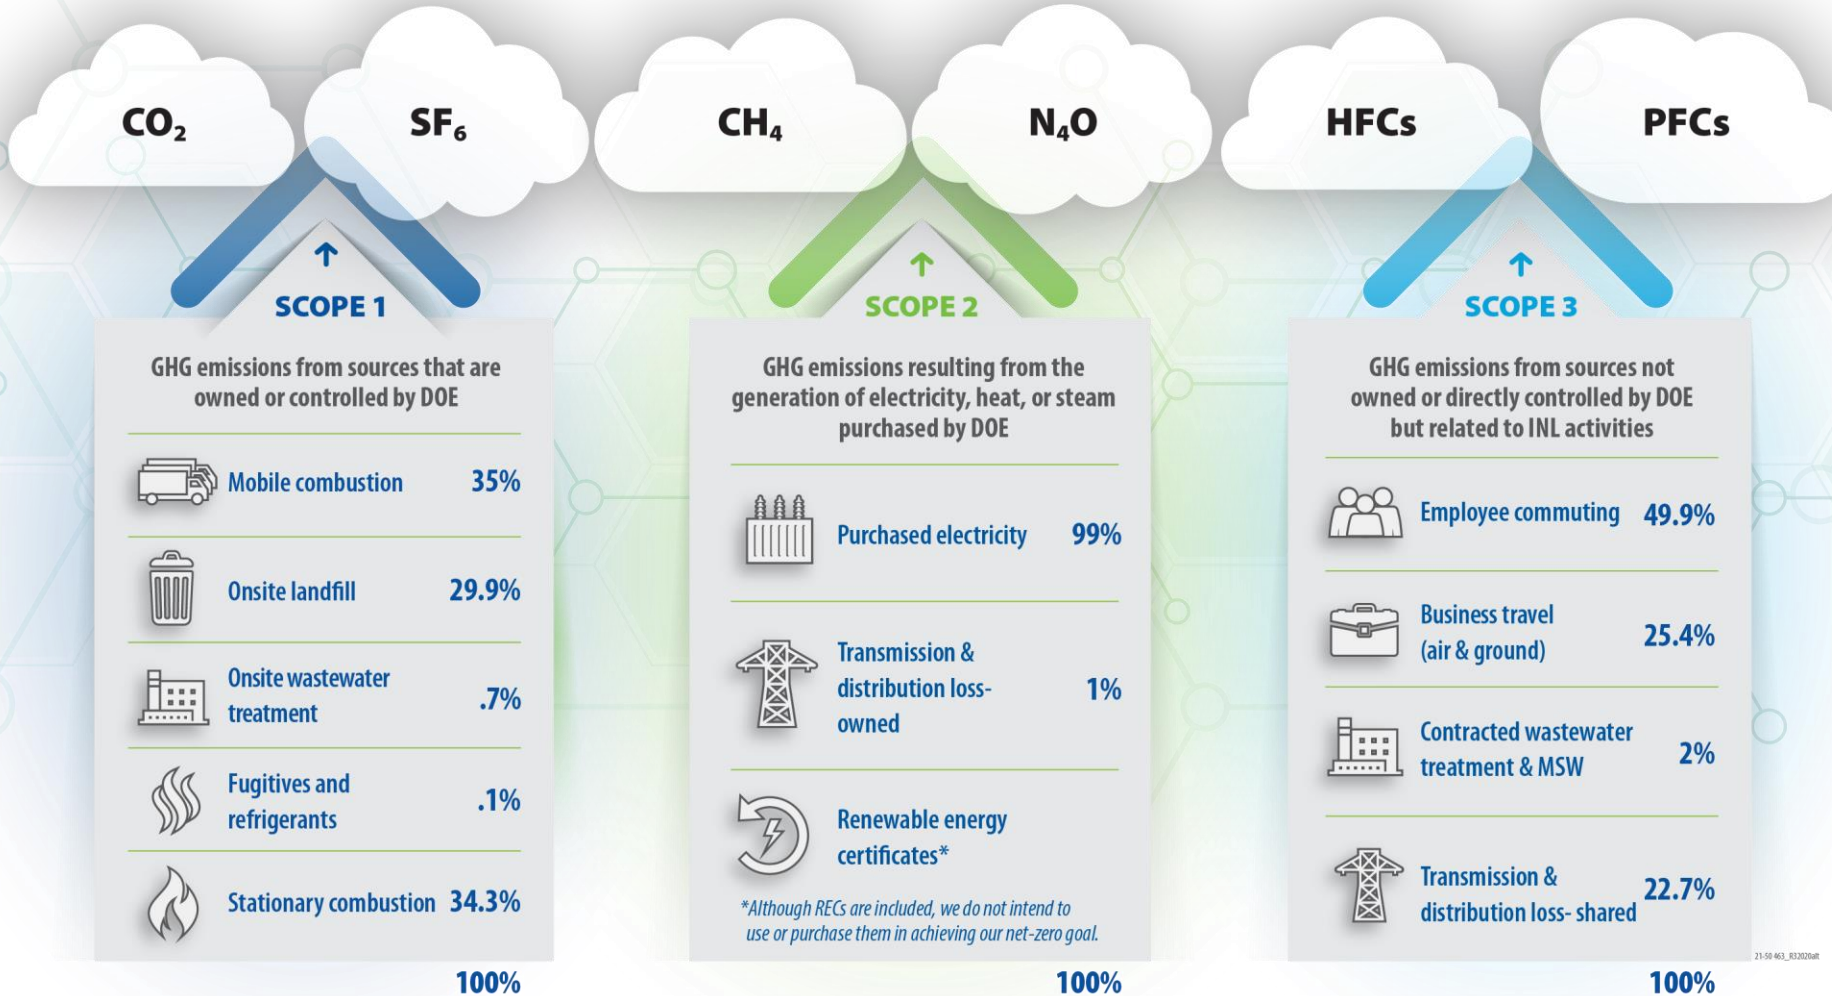 CO₂
SF₆
CH₄
N₄O
HFCs
PFCs
SCOPE 1
GHG emissions from sources that are
owned or controlled by DOE
Mobile combustion 35%
Onsite landfill 29.9%
Onsite wastewater
treatment .7%
Fugitives and
refrigerants .1%
Stationary combustion 34.3%
100%
SCOPE 2
GHG emissions resulting from the
generation of electricity, heat, or steam
purchased by DOE
Purchased electricity 99%
Transmission &
distribution loss- 1%
owned
Renewable energy
certificates*
*Although RECs are included, we do not intend to
use or purchase them in achieving our net-zero goal.
100%
SCOPE 3
GHG emissions from sources not
owned or directly controlled by DOE
but related to INL activities
Employee commuting 49.9%
Business travel
(air & ground) 25.4%
Contracted wastewater
treatment & MSW 2%
Transmission &
distribution loss- shared 22.7%
100%
21-50 463_R32020alt